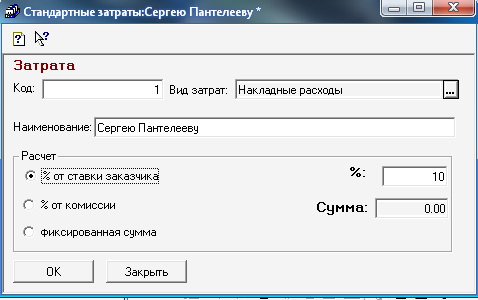 Стандартные затраты:Сергею Пантелееву *
Затрата
Код: 1 Вид затрат: Накладные расходы ...
Наименование: Сергею Пантелееву
Расчет
% от ставки заказчика %: 10
% от комиссии Сумма: 0.00
фиксированная сумма
OK Закрыть